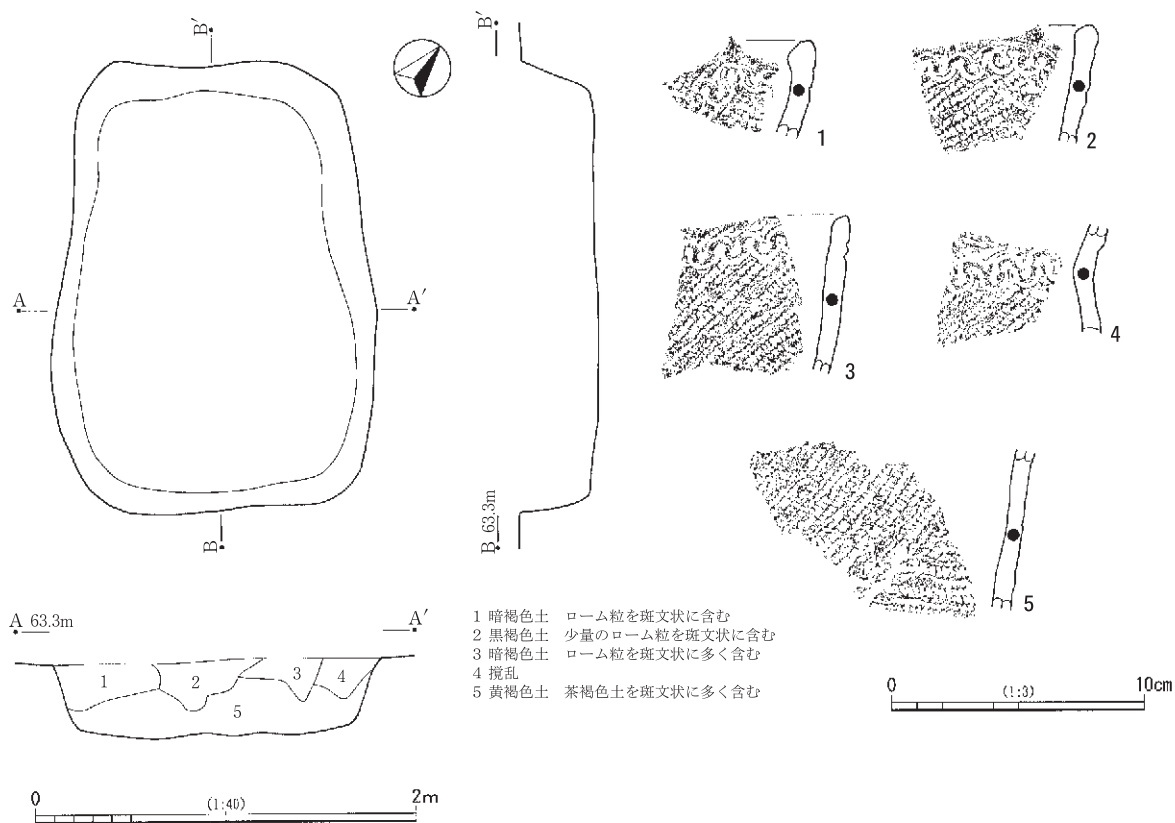 B′
A
A′
B
B′
B 63.3m
A 63.3m
A′
1
2
3
4
5
1 暗褐色土 ローム粒を斑文状に含む
2 黒褐色土 少量のローム粒を斑文状に含む
3 暗褐色土 ローム粒を斑文状に多く含む
4 撹乱
5 黄褐色土 茶褐色土を斑文状に多く含む
0 (1:40) 2m
1
2
3
4
5
0 (1:3) 10cm